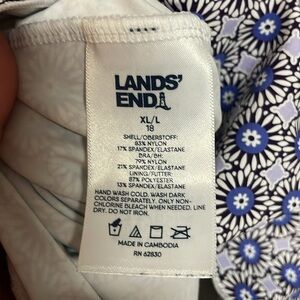 LANDS'
END
XL/L
18
SHELL/OBERSTOFF:
83% NYLON
17% SPANDEX/ELASTANE
BRA/BH:
79% NYLON
21% SPANDEX/ELASTANE
LINING/FUTTER:
87% POLYESTER
13% SPANDEX/ELASTANE
HAND WASH COLD. WASH DARK
COLORS SEPARATELY. ONLY NON-
CHLORINE BLEACH WHEN NEEDED. LINE
DRY. DO NOT IRON.
MADE IN CAMBODIA
RN 62830